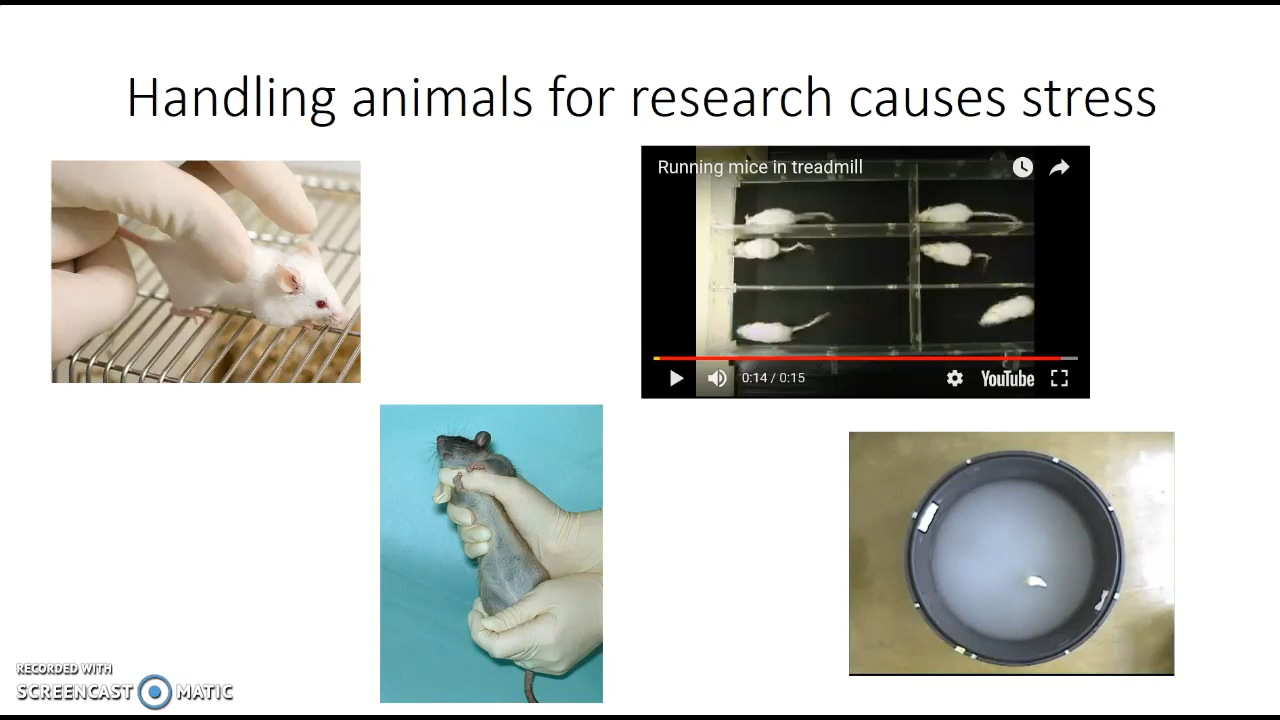 Handling animals for research causes stress
Running mice in treadmill
0:14 / 0:15
YouTube
RECORDED WITH
SCREENCAST MATIC